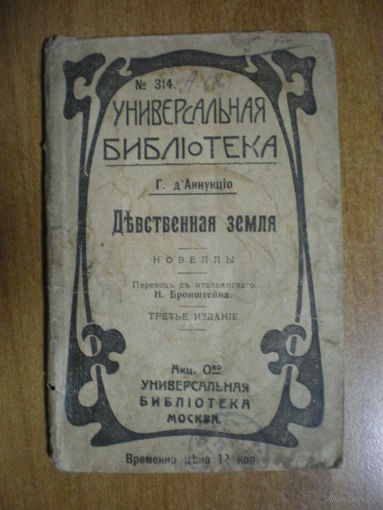 № 314.
УНИВЕРСАЛЬНАЯ
БИБЛІОТЕКА
Г. д'Аннунціо
Дѣвственная земля
НОВЕЛЛЫ
Переводъ съ итальянскаго
Н. Бронштейна.
ТРЕТЬЕ ИЗДАНІЕ
Акц. О-во
УНИВЕРСАЛЬНАЯ
БИБЛІОТЕКА
МОСКВА.
Временно цѣна 12 коп.